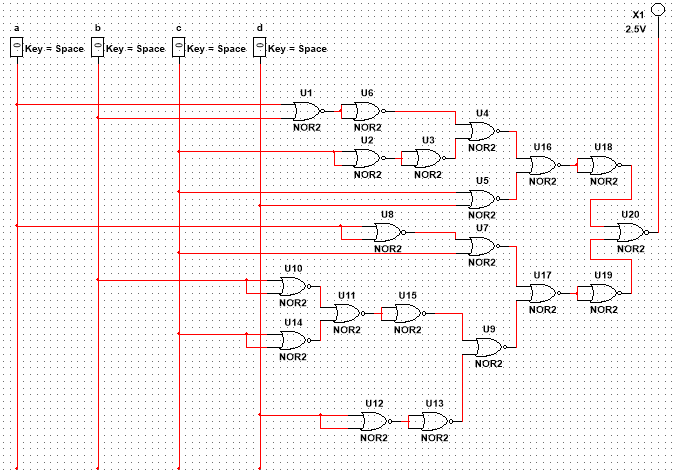 X1
2.5V
a b c d
Key = Space Key = Space Key = Space Key = Space
U1 U6
NOR2 NOR2
U4
NOR2
U2 U3
NOR2 NOR2
U16 U18
NOR2 NOR2
U5
NOR2
U8
NOR2
U7
NOR2
U20
NOR2
U10
NOR2
U11 U15
NOR2 NOR2
U14
NOR2
U17 U19
NOR2 NOR2
U9
NOR2
U12 U13
NOR2 NOR2